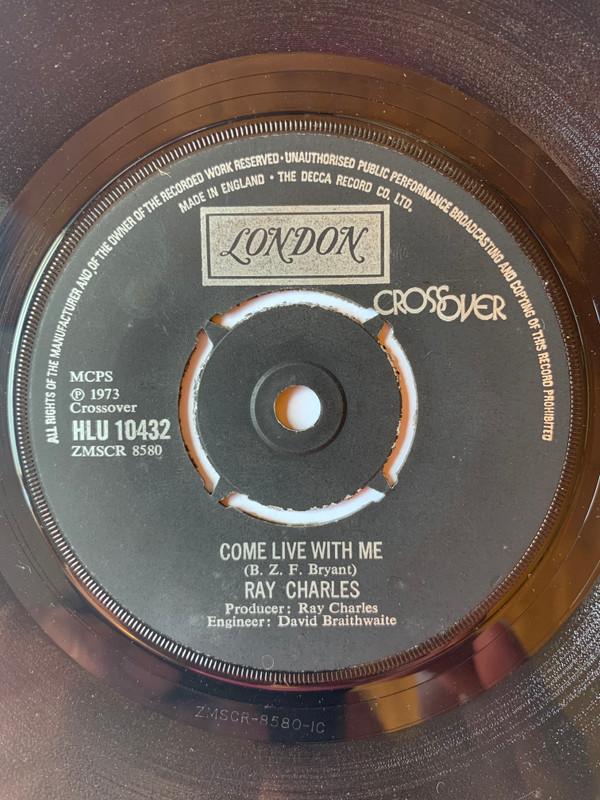 ALL RIGHTS OF THE MANUFACTURER AND OF THE OWNER OF THE RECORDED WORK RESERVED · UNAUTHORISED PUBLIC PERFORMANCE BROADCASTING AND COPYING OF THIS RECORD PROHIBITED
MADE IN ENGLAND · THE DECCA RECORD CO, LTD.
LONDON
CROSSOVER
MCPS
℗ 1973
Crossover
HLU 10432
ZMSCR 8580
COME LIVE WITH ME
(B. Z. F. Bryant)
RAY CHARLES
Producer: Ray Charles
Engineer: David Braithwaite
ZMSCR-8580-1C